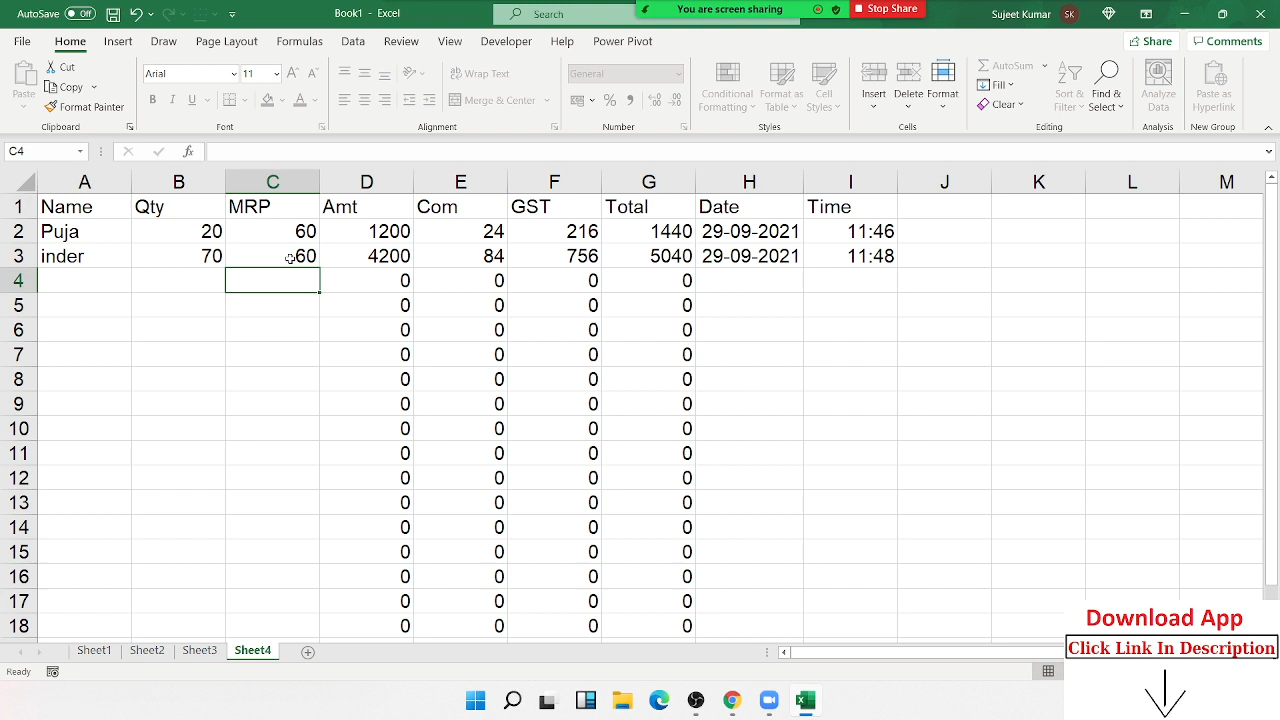 AutoSave Off Book1 - Excel Search You are screen sharing Stop Share Sujeet Kumar SK
File Home Insert Draw Page Layout Formulas Data Review View Developer Help Power Pivot Share Comments
Paste Cut Copy Format Painter Clipboard
Arial 11 B I U A Font
Wrap Text Merge & Center Alignment
General % Number
Conditional Formatting Format as Table Cell Styles Styles
Insert Delete Format Cells
AutoSum Fill Clear Sort & Filter Find & Select Editing
Analyze Data Analysis
Paste as Hyperlink New Group
C4 fx
A B C D E F G H I J K L M
1 Name Qty MRP Amt Com GST Total Date Time
2 Puja 20 60 1200 24 216 1440 29-09-2021 11:46
3 inder 70 60 4200 84 756 5040 29-09-2021 11:48
4 0 0 0 0
5 0 0 0 0
6 0 0 0 0
7 0 0 0 0
8 0 0 0 0
9 0 0 0 0
10 0 0 0 0
11 0 0 0 0
12 0 0 0 0
13 0 0 0 0
14 0 0 0 0
15 0 0 0 0
16 0 0 0 0
17 0 0 0 0
18 0 0 0 0
Download App
Click Link In Description
Sheet1 Sheet2 Sheet3 Sheet4
Ready